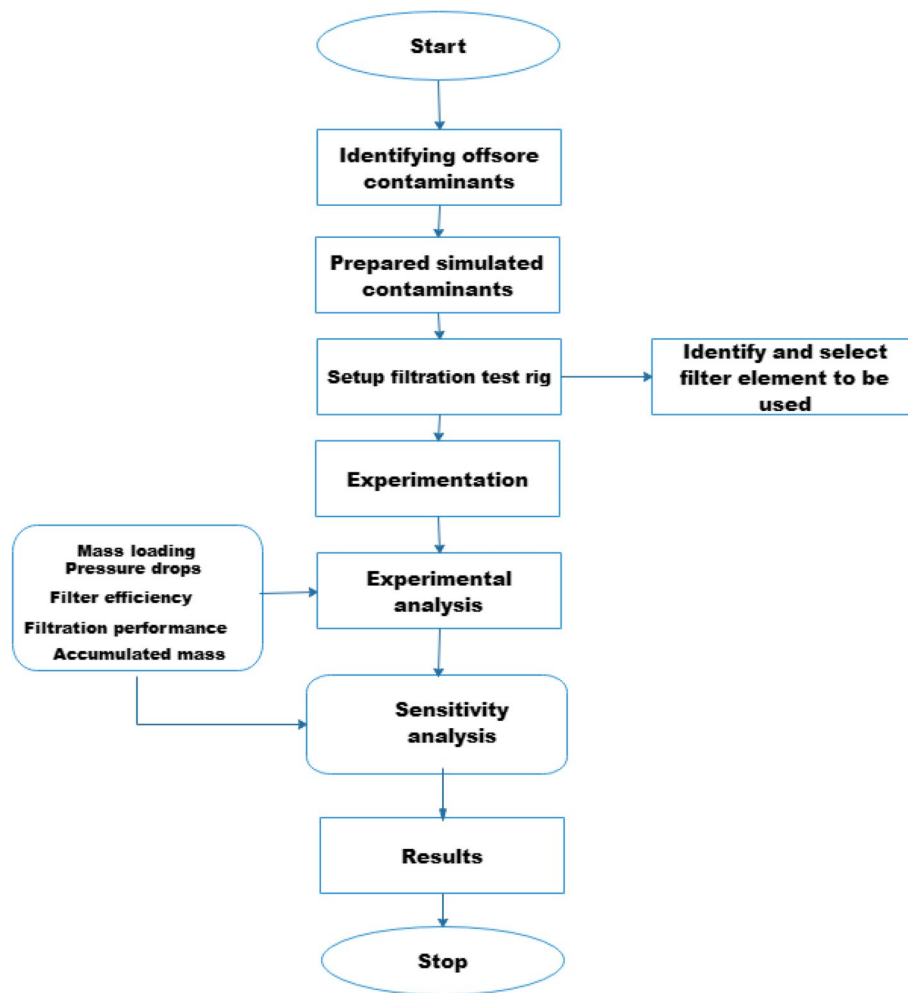 Start
Identifying offsore
contaminants
Prepared simulated
contaminants
Setup filtration test rig
Identify and select
filter element to be
used
Experimentation
Mass loading
Pressure drops
Filter efficiency
Filtration performance
Accumulated mass
Experimental
analysis
Sensitivity
analysis
Results
Stop